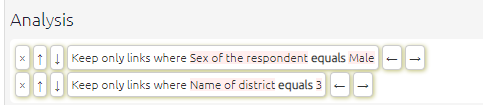 Analysis
× ↑ ↓ Keep only links where Sex of the respondent equals Male ← →
× ↑ ↓ Keep only links where Name of district equals 3 ← →